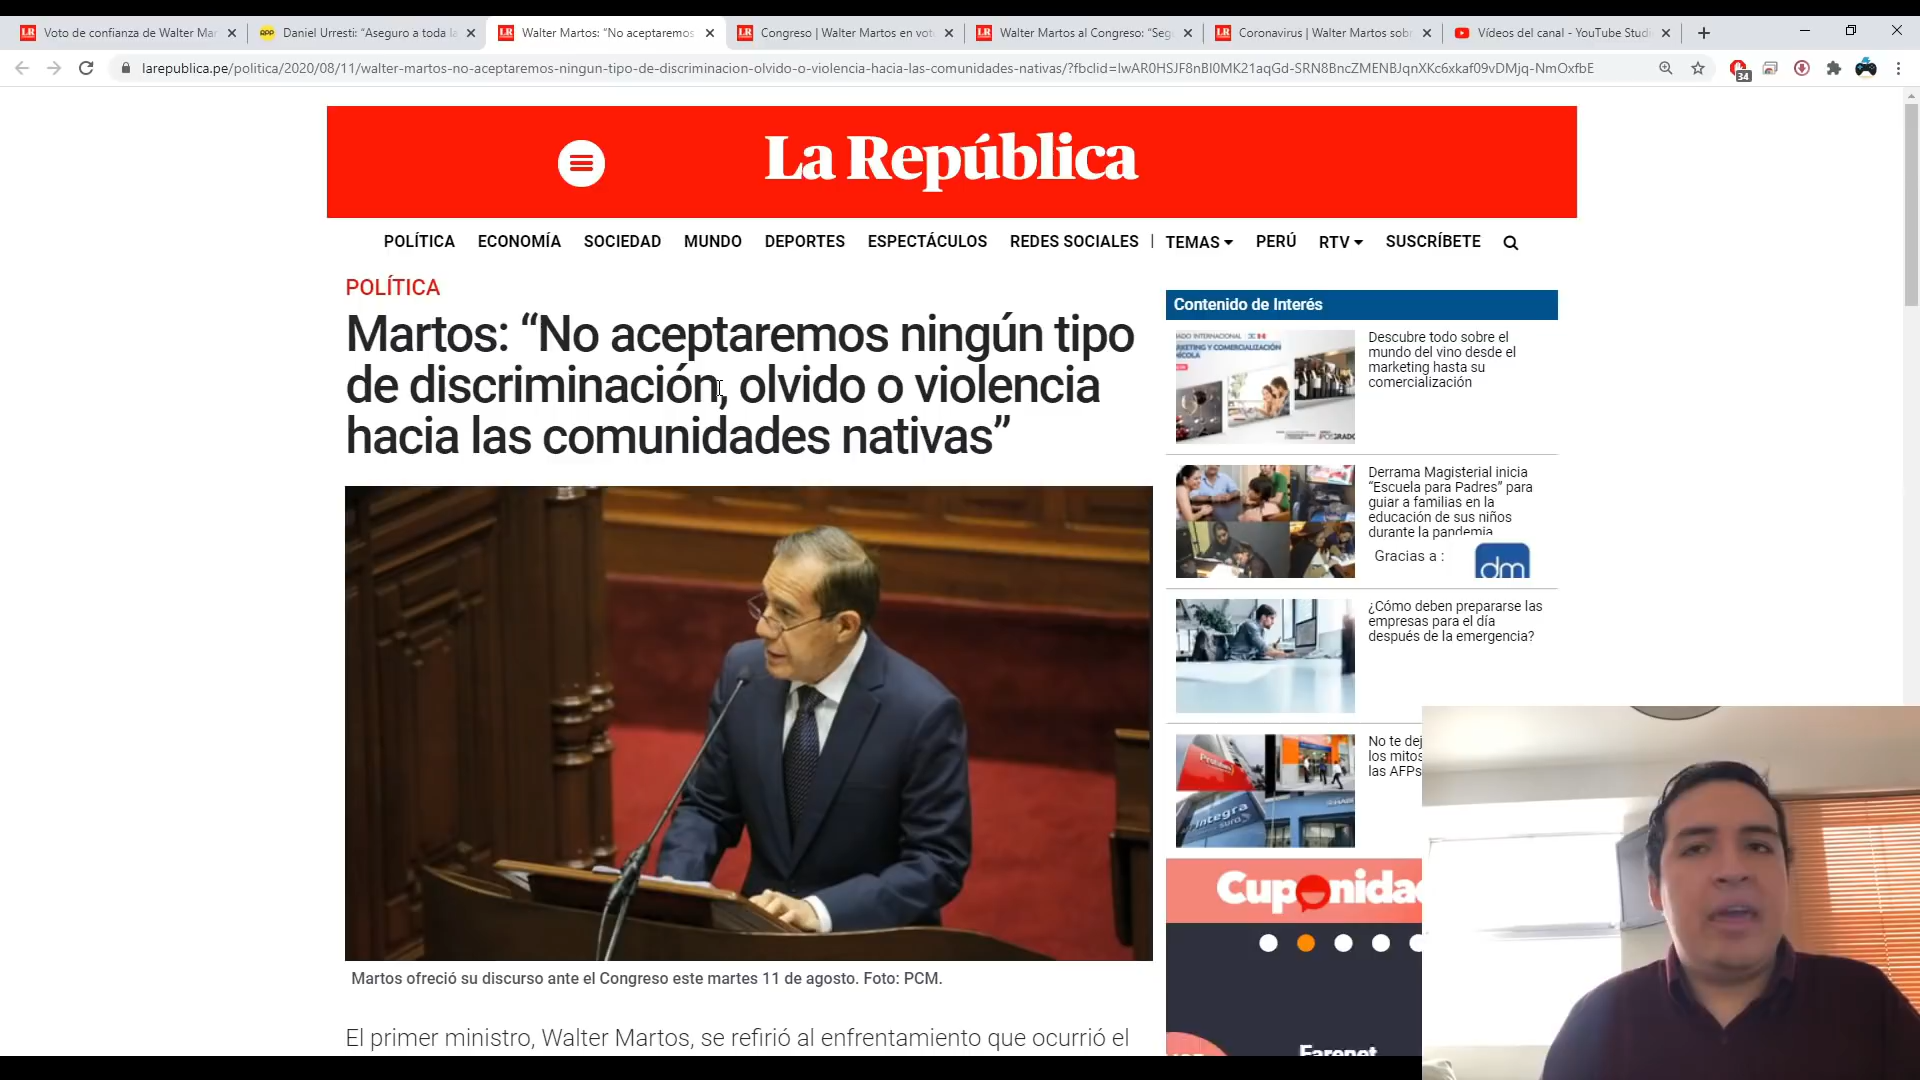 Voto de confianza de Walter Mar
Daniel Urresti: “Aseguro a toda la
Walter Martos: “No aceptaremos
Congreso | Walter Martos en vot
Walter Martos al Congreso: “Seg
Coronavirus | Walter Martos sob
Vídeos del canal - YouTube Studi
larepublica.pe/politica/2020/08/11/walter-martos-no-aceptaremos-ningun-tipo-de-discriminacion-olvido-o-violencia-hacia-las-comunidades-nativas/?fbclid=IwAR0HSJF8nBI0MK21aqGd-SRN8BncZMENBJqnXKc6xkaf09vDMjq-NmOxfbE
34
La República
POLÍTICA ECONOMÍA SOCIEDAD MUNDO DEPORTES ESPECTÁCULOS REDES SOCIALES | TEMAS PERÚ RTV SUSCRÍBETE
POLÍTICA
Martos: “No aceptaremos ningún tipo
de discriminación, olvido o violencia
hacia las comunidades nativas”
Martos ofreció su discurso ante el Congreso este martes 11 de agosto. Foto: PCM.
El primer ministro, Walter Martos, se refirió al enfrentamiento que ocurrió el
Contenido de Interés
Descubre todo sobre el
mundo del vino desde el
marketing hasta su
comercialización
Derrama Magisterial inicia
“Escuela para Padres” para
guiar a familias en la
educación de sus niños
durante la pandemia
Gracias a :
dm
¿Cómo deben prepararse las
empresas para el día
después de la emergencia?
No te dej
los mitos
las AFPs
Integra
Cuponidad